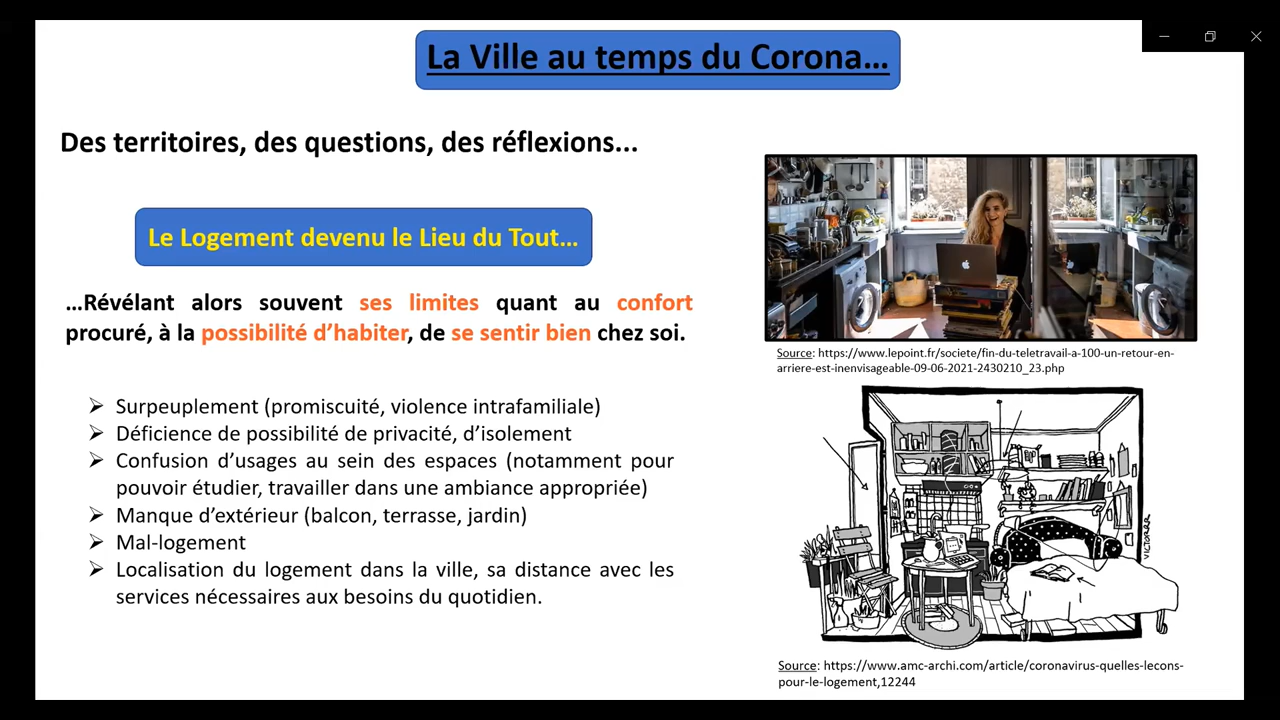 La Ville au temps du Corona...
Des territoires, des questions, des réflexions...
Le Logement devenu le Lieu du Tout...
...Révélant alors souvent ses limites quant au confort
procuré, à la possibilité d'habiter, de se sentir bien chez soi.
➢ Surpeuplement (promiscuité, violence intrafamiliale)
➢ Déficience de possibilité de privacité, d'isolement
➢ Confusion d'usages au sein des espaces (notamment pour
pouvoir étudier, travailler dans une ambiance appropriée)
➢ Manque d'extérieur (balcon, terrasse, jardin)
➢ Mal-logement
➢ Localisation du logement dans la ville, sa distance avec les
services nécessaires aux besoins du quotidien.
Source: https://www.lepoint.fr/societe/fin-du-teletravail-a-100-un-retour-en-
arriere-est-inenvisageable-09-06-2021-2430210_23.php
VICTORRR
Source: https://www.amc-archi.com/article/coronavirus-quelles-lecons-
pour-le-logement,12244